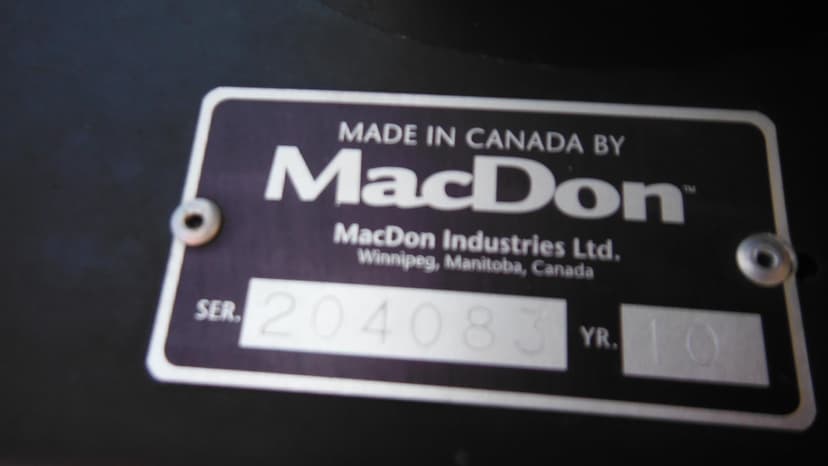 MADE IN CANADA BY
MacDon™
MacDon Industries Ltd.
Winnipeg, Manitoba, Canada
SER. 204083 YR. 10